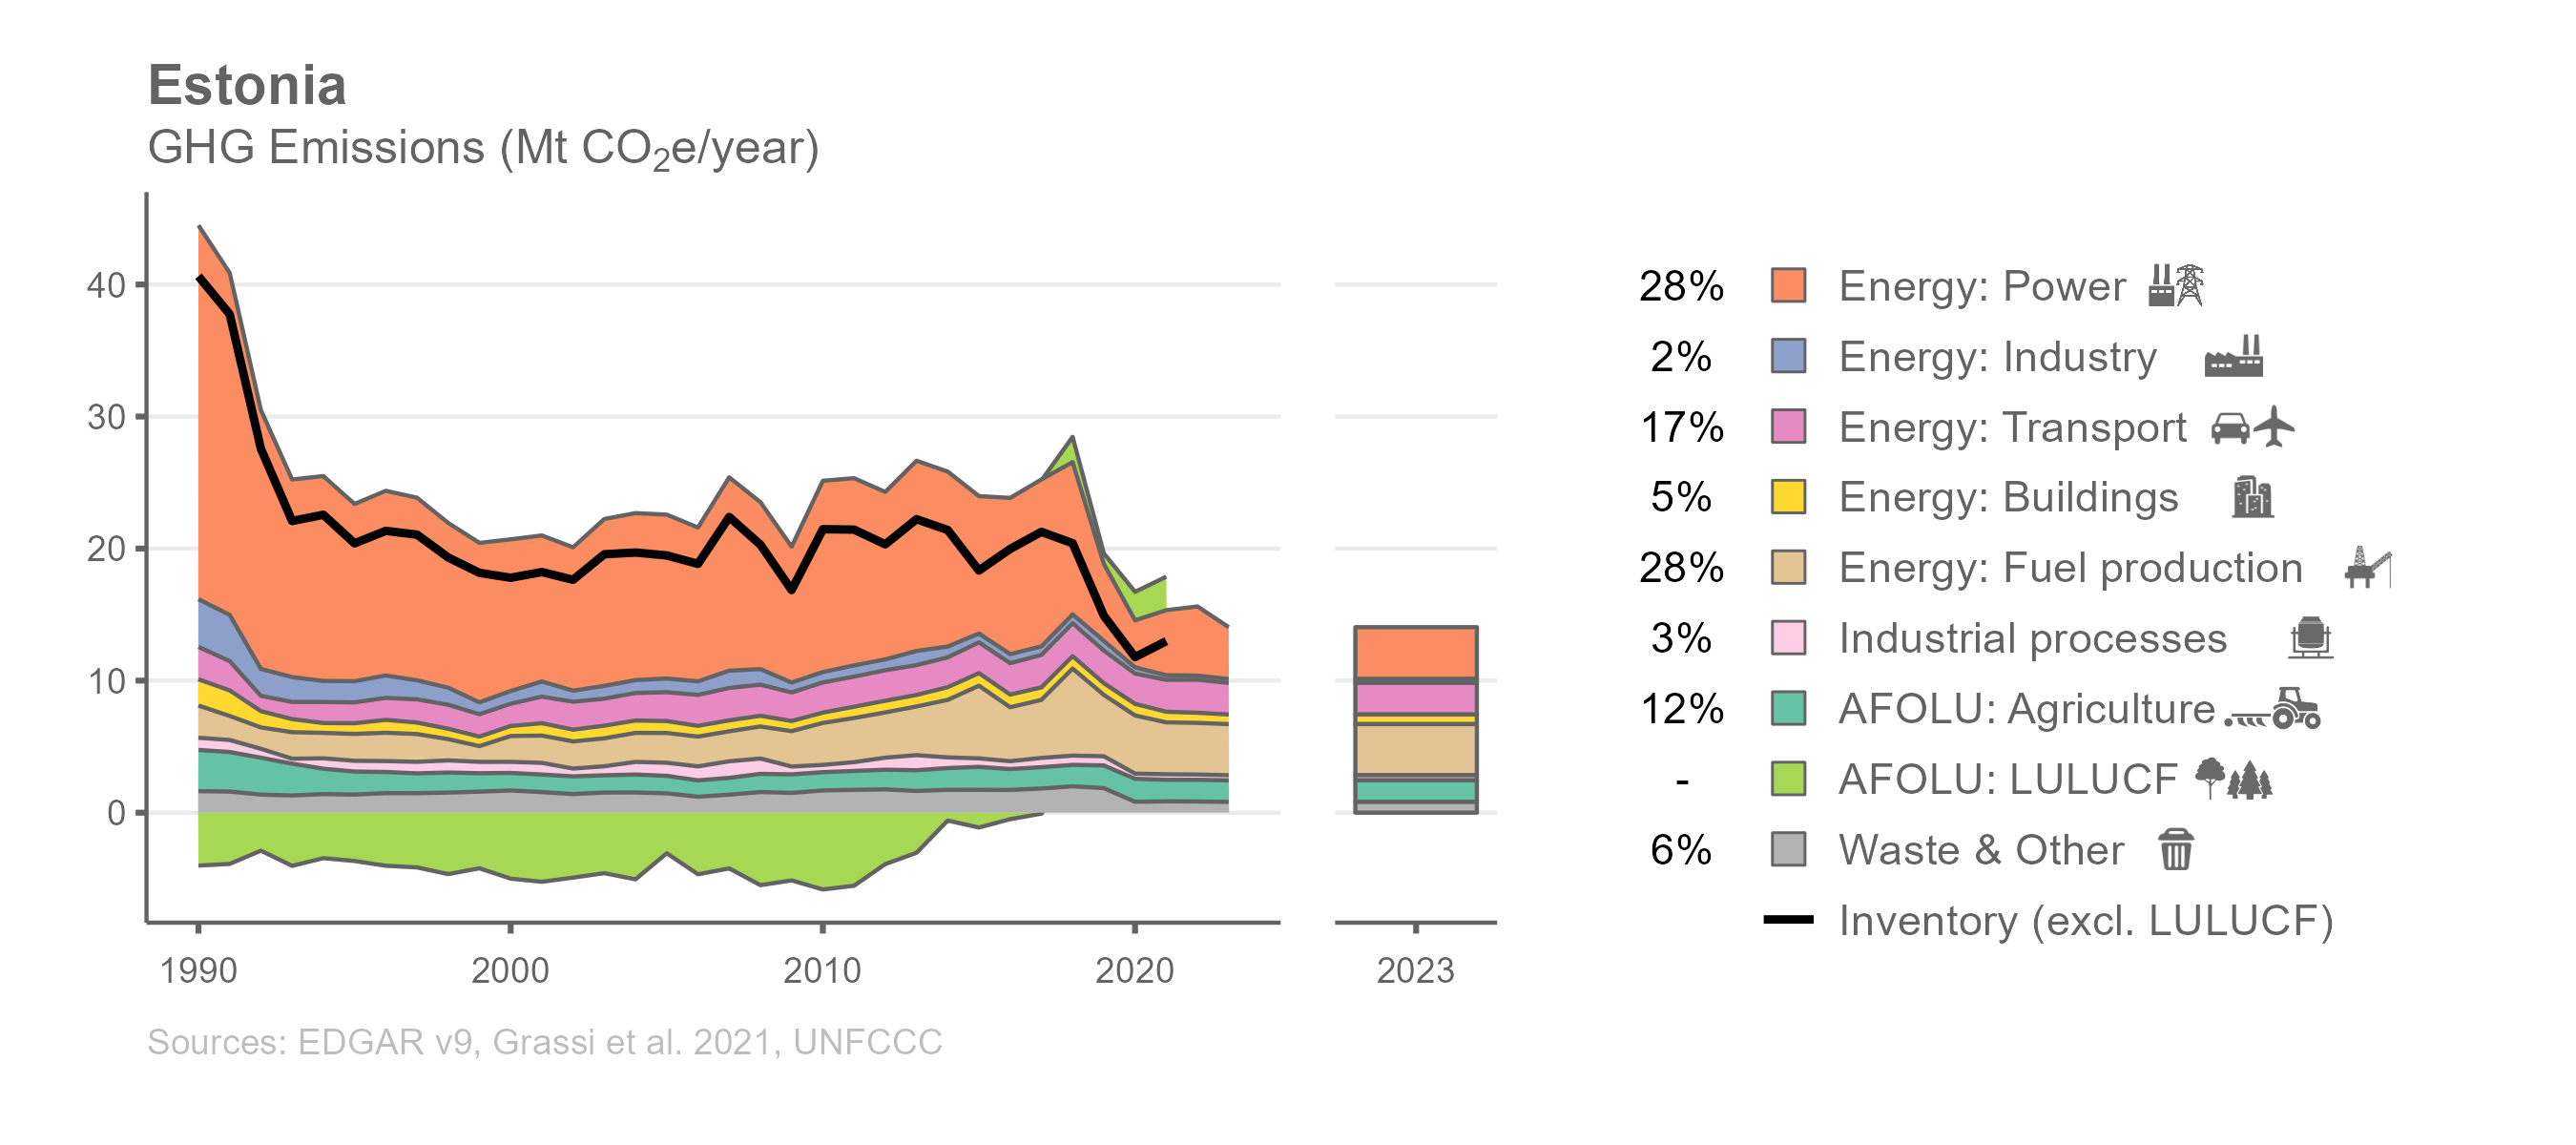 Estonia
GHG Emissions (Mt CO₂e/year)
40
30
20
10
0
1990
2000
2010
2020
2023
28% Energy: Power
2% Energy: Industry
17% Energy: Transport
5% Energy: Buildings
28% Energy: Fuel production
3% Industrial processes
12% AFOLU: Agriculture
- AFOLU: LULUCF
6% Waste & Other
Inventory (excl. LULUCF)
Sources: EDGAR v9, Grassi et al. 2021, UNFCCC